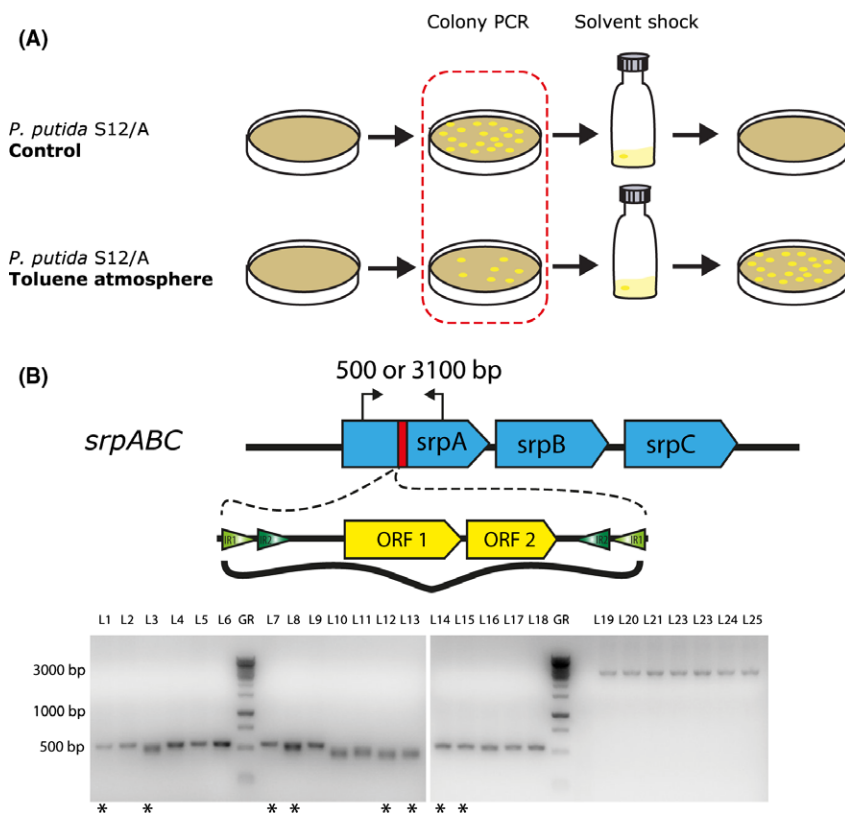 (A)
Colony PCR Solvent shock
P. putida S12/A
Control
P. putida S12/A
Toluene atmosphere
(B)
500 or 3100 bp
srpABC
srpA srpB srpC
IR1 IR2 ORF 1 ORF 2 IR2 IR1
L1 L2 L3 L4 L5 L6 GR L7 L8 L9 L10 L11 L12 L13 L14 L15 L16 L17 L18 GR L19 L20 L21 L23 L23 L24 L25
3000 bp
1000 bp
500 bp
* * * * * * * *